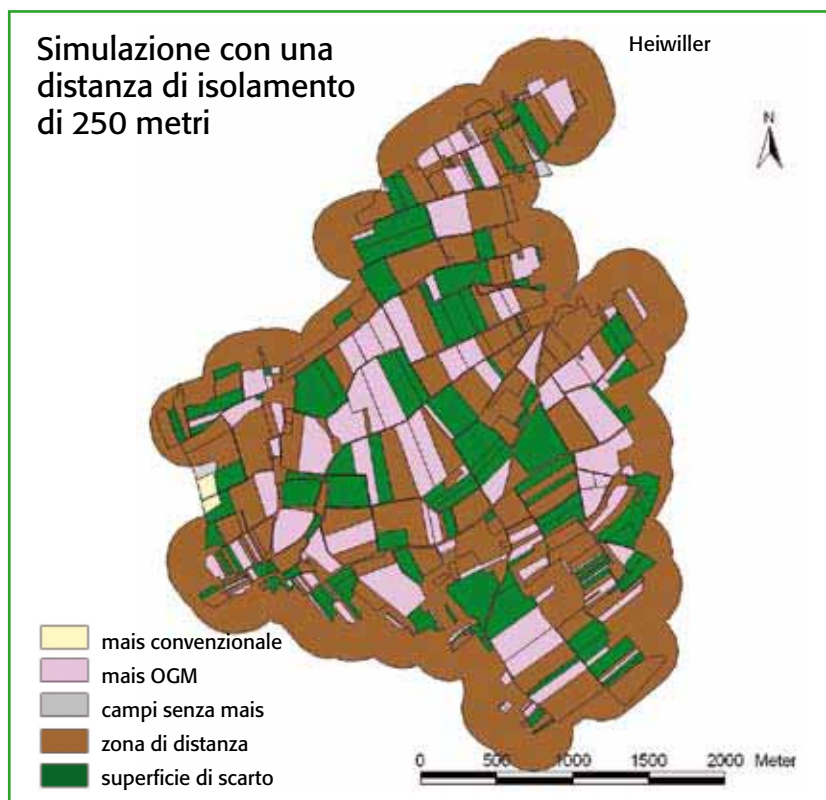 Simulazione con una
distanza di isolamento
di 250 metri
Heiwiller
N
mais convenzionale
mais OGM
campi senza mais
zona di distanza
superficie di scarto
0 500 1000 1500 2000 Meter